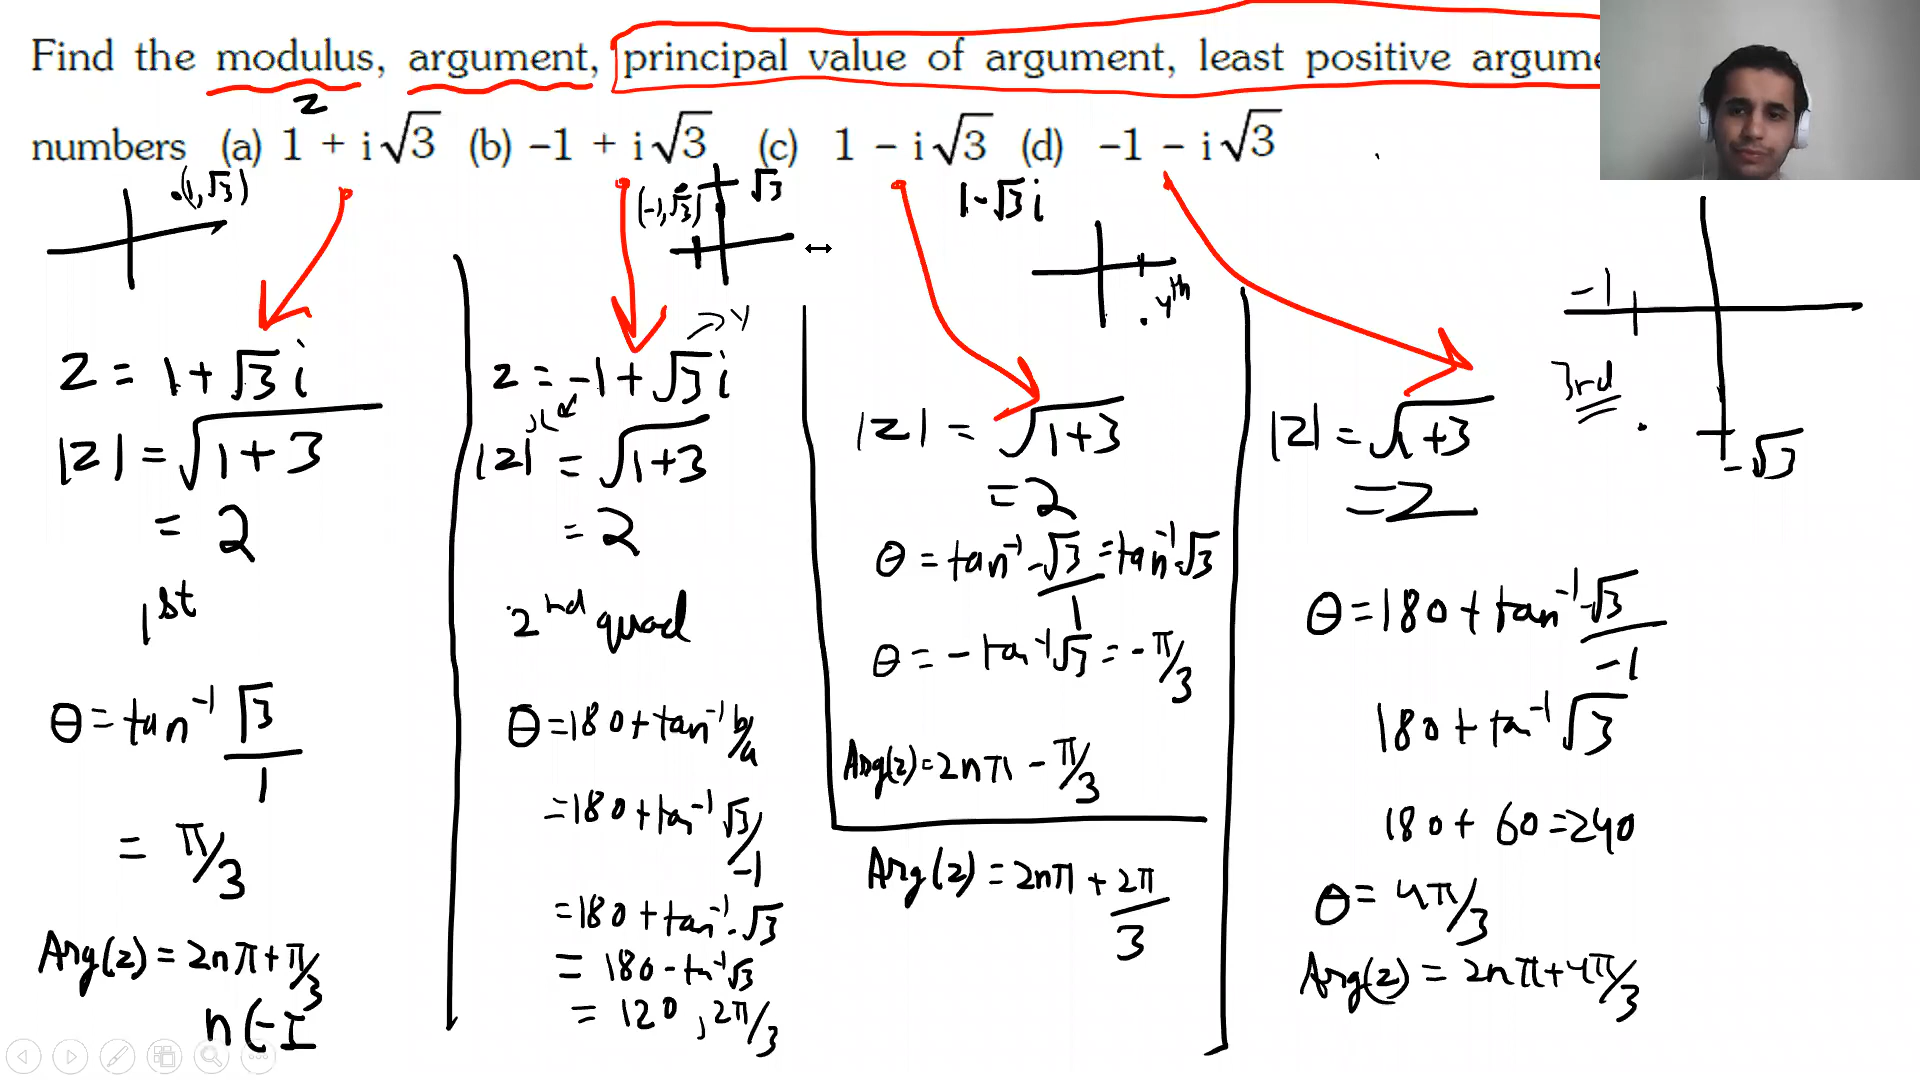 Find the modulus, argument, principal value of argument, least positive argume
z
numbers (a) 1 + i√3 (b) –1 + i√3 (c) 1 – i√3 (d) –1 – i√3
(1, √3)
z = 1 + √3 i
|z| = √1+3
= 2
1st
θ = tan⁻¹ √3/1
= π/3
Arg(z) = 2nπ + π/3
n ∈ I
(-1, √3)
√3
z = -1 + √3 i
x
y
|z| = √1+3
= 2
2nd quad
θ = 180 + tan⁻¹ b/a
= 180 + tan⁻¹ √3/-1
= 180 + tan⁻¹ -√3
= 180 - tan⁻¹ √3
= 120, 2π/3
1 - √3 i
4th
|z| = √1+3
= 2
θ = tan⁻¹ -√3/1 = tan⁻¹ -√3
θ = - tan⁻¹ √3 = - π/3
Arg(z) = 2nπ - π/3
Arg(z) = 2nπ + 2π/3
-1
3rd
-√3
|z| = √1+3
= 2
θ = 180 + tan⁻¹ -√3/-1
180 + tan⁻¹ √3
180 + 60 = 240
θ = 4π/3
Arg(z) = 2nπ + 4π/3